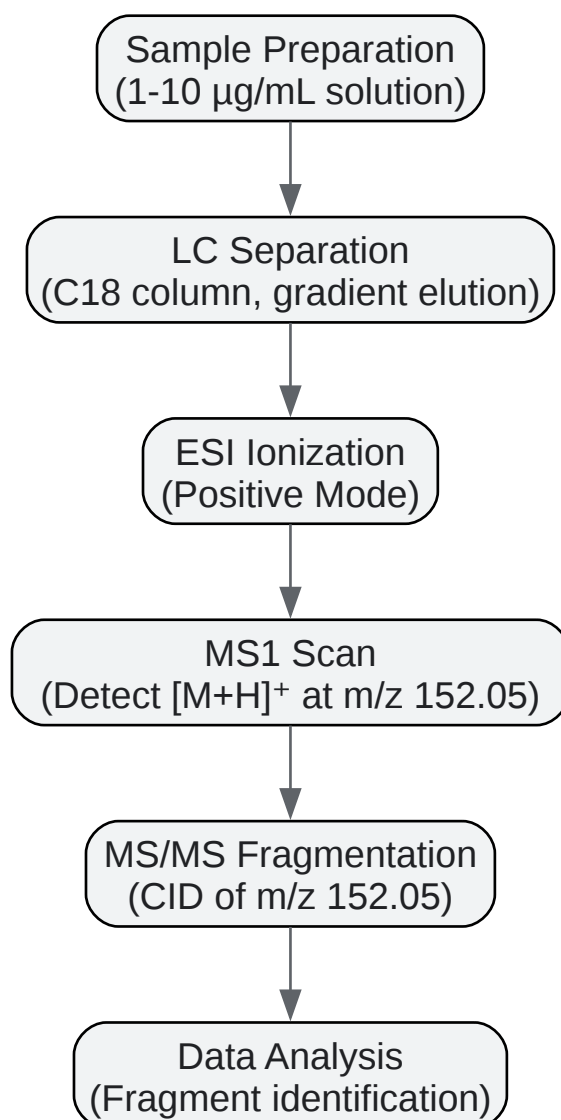 Sample Preparation
(1-10 µg/mL solution)
LC Separation
(C18 column, gradient elution)
ESI Ionization
(Positive Mode)
MS1 Scan
(Detect [M+H]⁺ at m/z 152.05)
MS/MS Fragmentation
(CID of m/z 152.05)
Data Analysis
(Fragment identification)